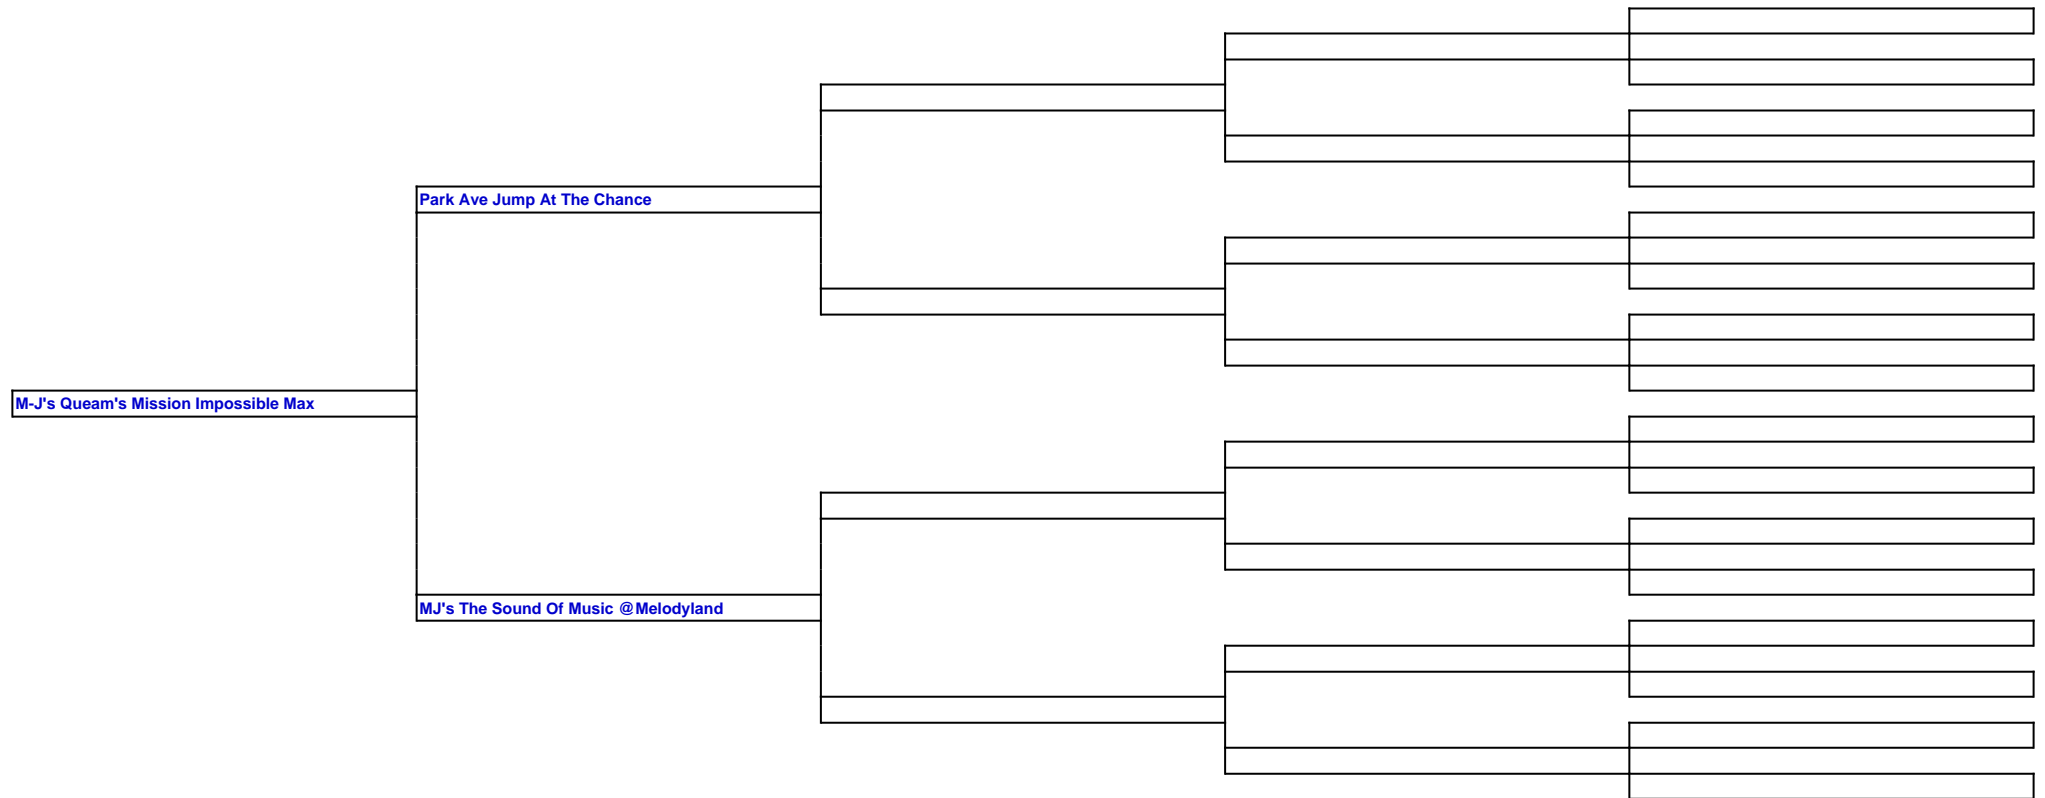 Park Ave Jump At The Chance
M-J's Queam's Mission Impossible Max
MJ's The Sound Of Music @Melodyland